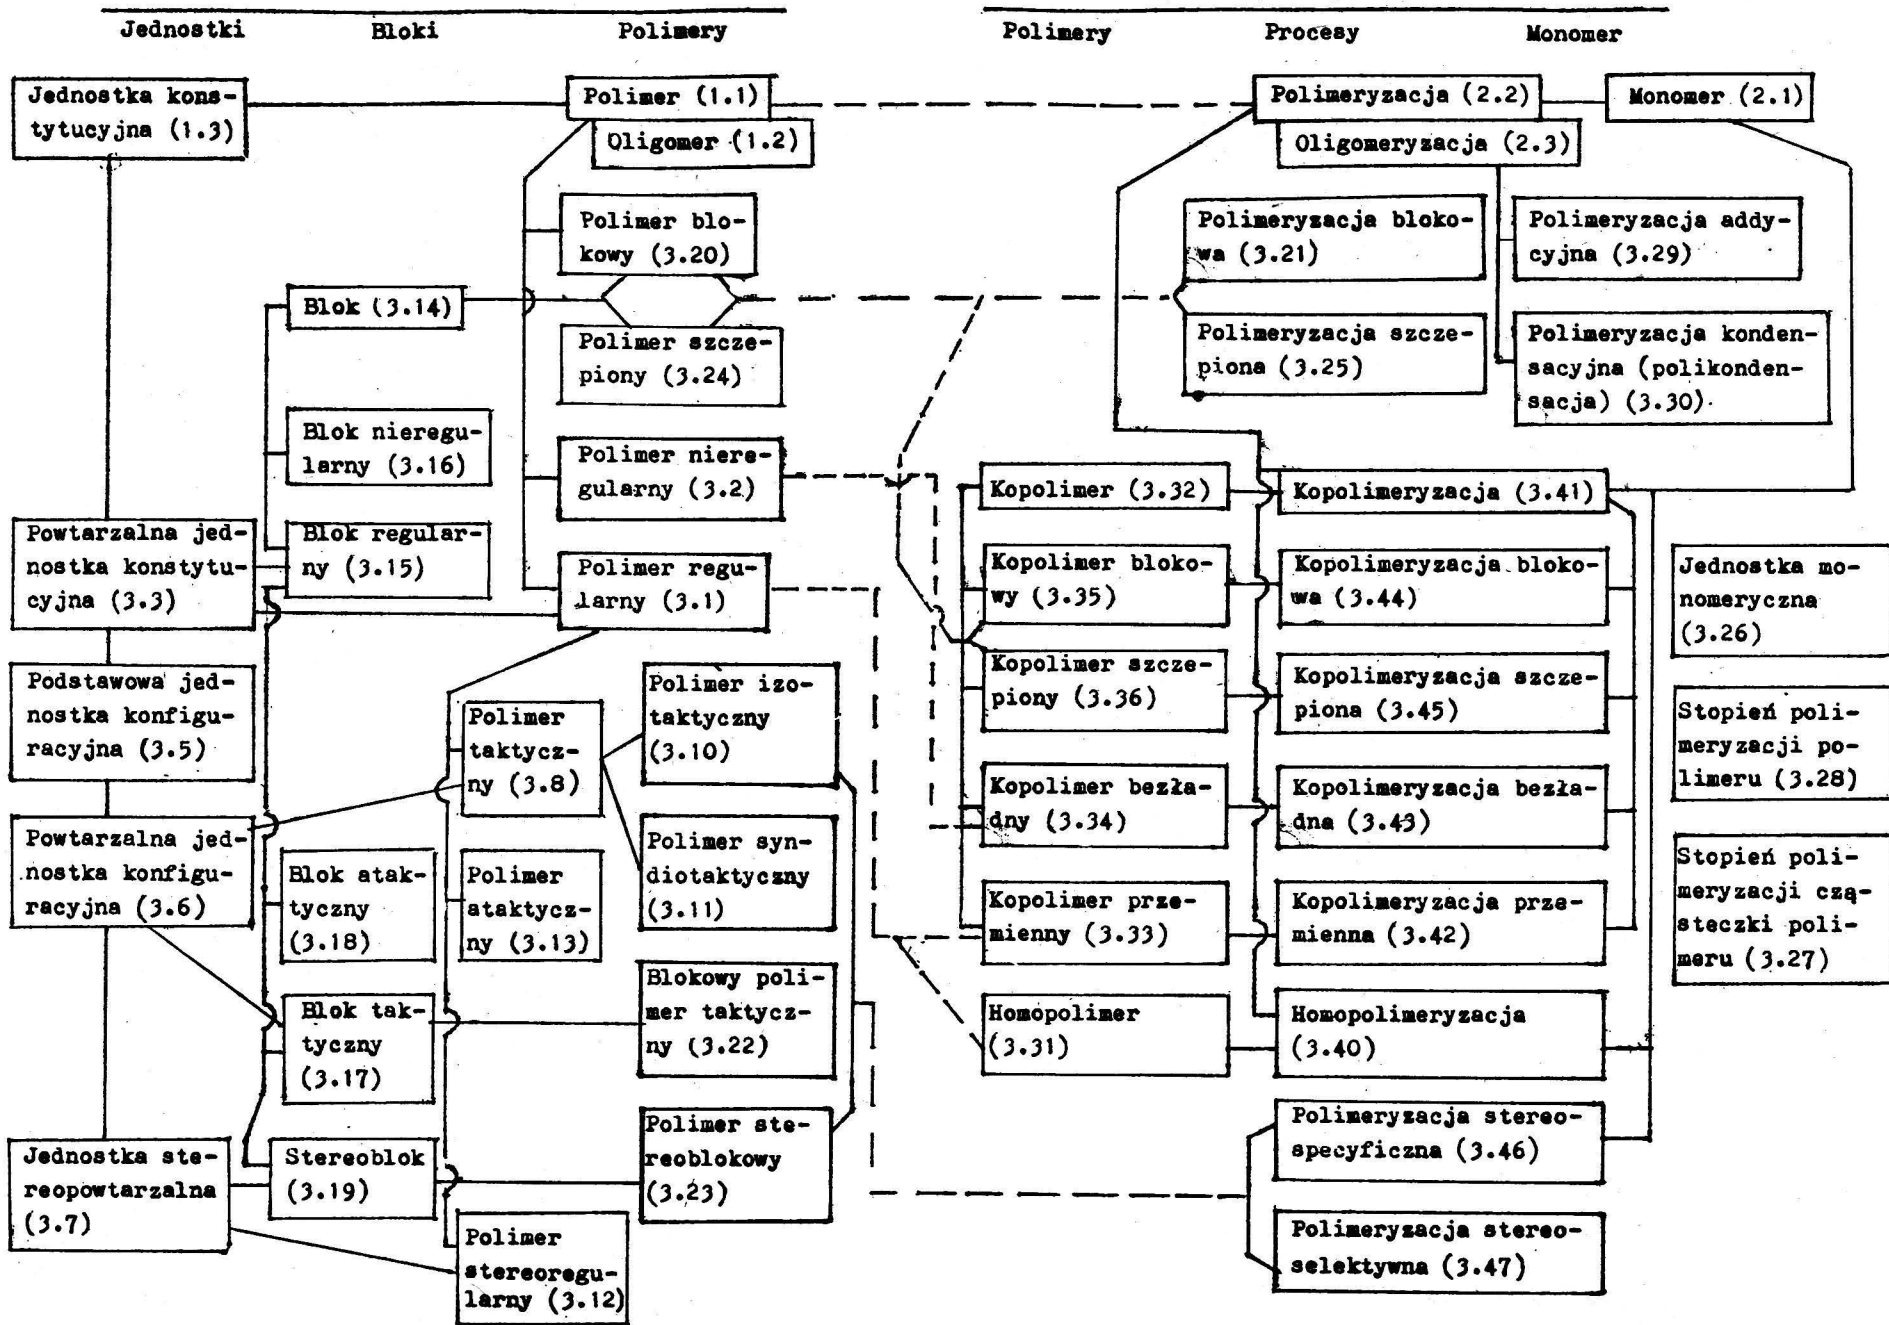 Jednostki Bloki Polimery
Polimery Procesy Monomer
Jednostka kons-
tytucyjna (1.3)
Polimer (1.1)
Oligomer (1.2)
Polimeryzacja (2.2)
Oligomeryzacja (2.3)
Monomer (2.1)
Polimer blo-
kowy (3.20)
Polimeryzacja bloko-
wa (3.21)
Polimeryzacja addy-
cyjna (3.29)
Blok (3.14)
Polimer szcze-
piony (3.24)
Polimeryzacja szcze-
piona (3.25)
Polimeryzacja konden-
sacyjna (polikonden-
sacja) (3.30)
Blok nieregu-
larny (3.16)
Polimer niere-
gularny (3.2)
Kopolimer (3.32)
Kopolimeryzacja (3.41)
Powtarzalna jed-
nostka konstytu-
cyjna (3.3)
Blok regular-
ny (3.15)
Polimer regu-
larny (3.1)
Kopolimer bloko-
wy (3.35)
Kopolimeryzacja bloko-
wa (3.44)
Jednostka mo-
nomeryczna
(3.26)
Podstawowa jed-
nostka konfigu-
racyjna (3.5)
Polimer
taktycz-
ny (3.8)
Polimer izo-
taktyczny
(3.10)
Kopolimer szcze-
piony (3.36)
Kopolimeryzacja szcze-
piona (3.45)
Stopień poli-
meryzacji po-
limeru (3.28)
Powtarzalna jed-
nostka konfigu-
racyjna (3.6)
Blok atak-
tyczny
(3.18)
Polimer
ataktycz-
ny (3.13)
Polimer syn-
diotaktyczny
(3.11)
Kopolimer bezła-
dny (3.34)
Kopolimeryzacja bezła-
dna (3.43)
Stopień poli-
meryzacji czą-
steczki poli-
meru (3.27)
Kopolimer prze-
mienny (3.33)
Kopolimeryzacja prze-
mienna (3.42)
Blok tak-
tyczny
(3.17)
Blokowy poli-
mer taktycz-
ny (3.22)
Homopolimer
(3.31)
Homopolimeryzacja
(3.40)
Jednostka ste-
reopowtarzalna
(3.7)
Stereoblok
(3.19)
Polimer ste-
reoblokowy
(3.23)
Polimeryzacja stereo-
specyficzna (3.46)
Polimer
stereoregu-
larny (3.12)
Polimeryzacja stereo-
selektywna (3.47)